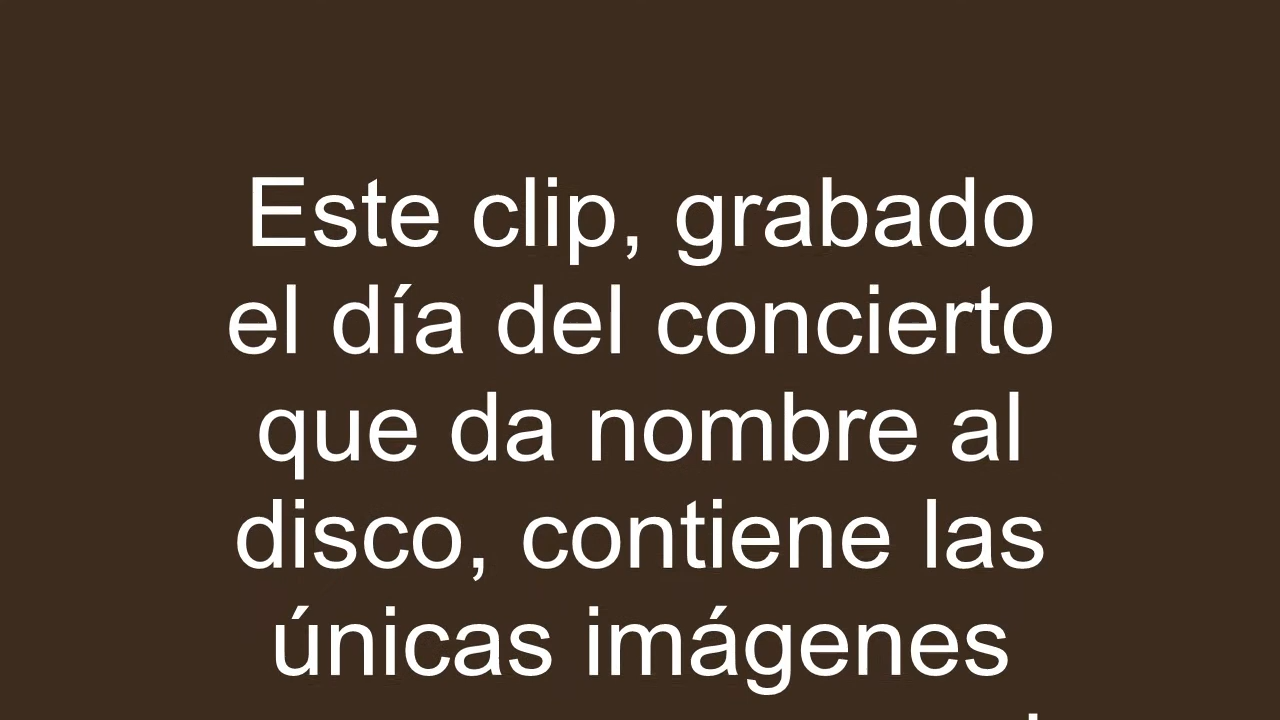 Este clip, grabado
el día del concierto
que da nombre al
disco, contiene las
únicas imágenes